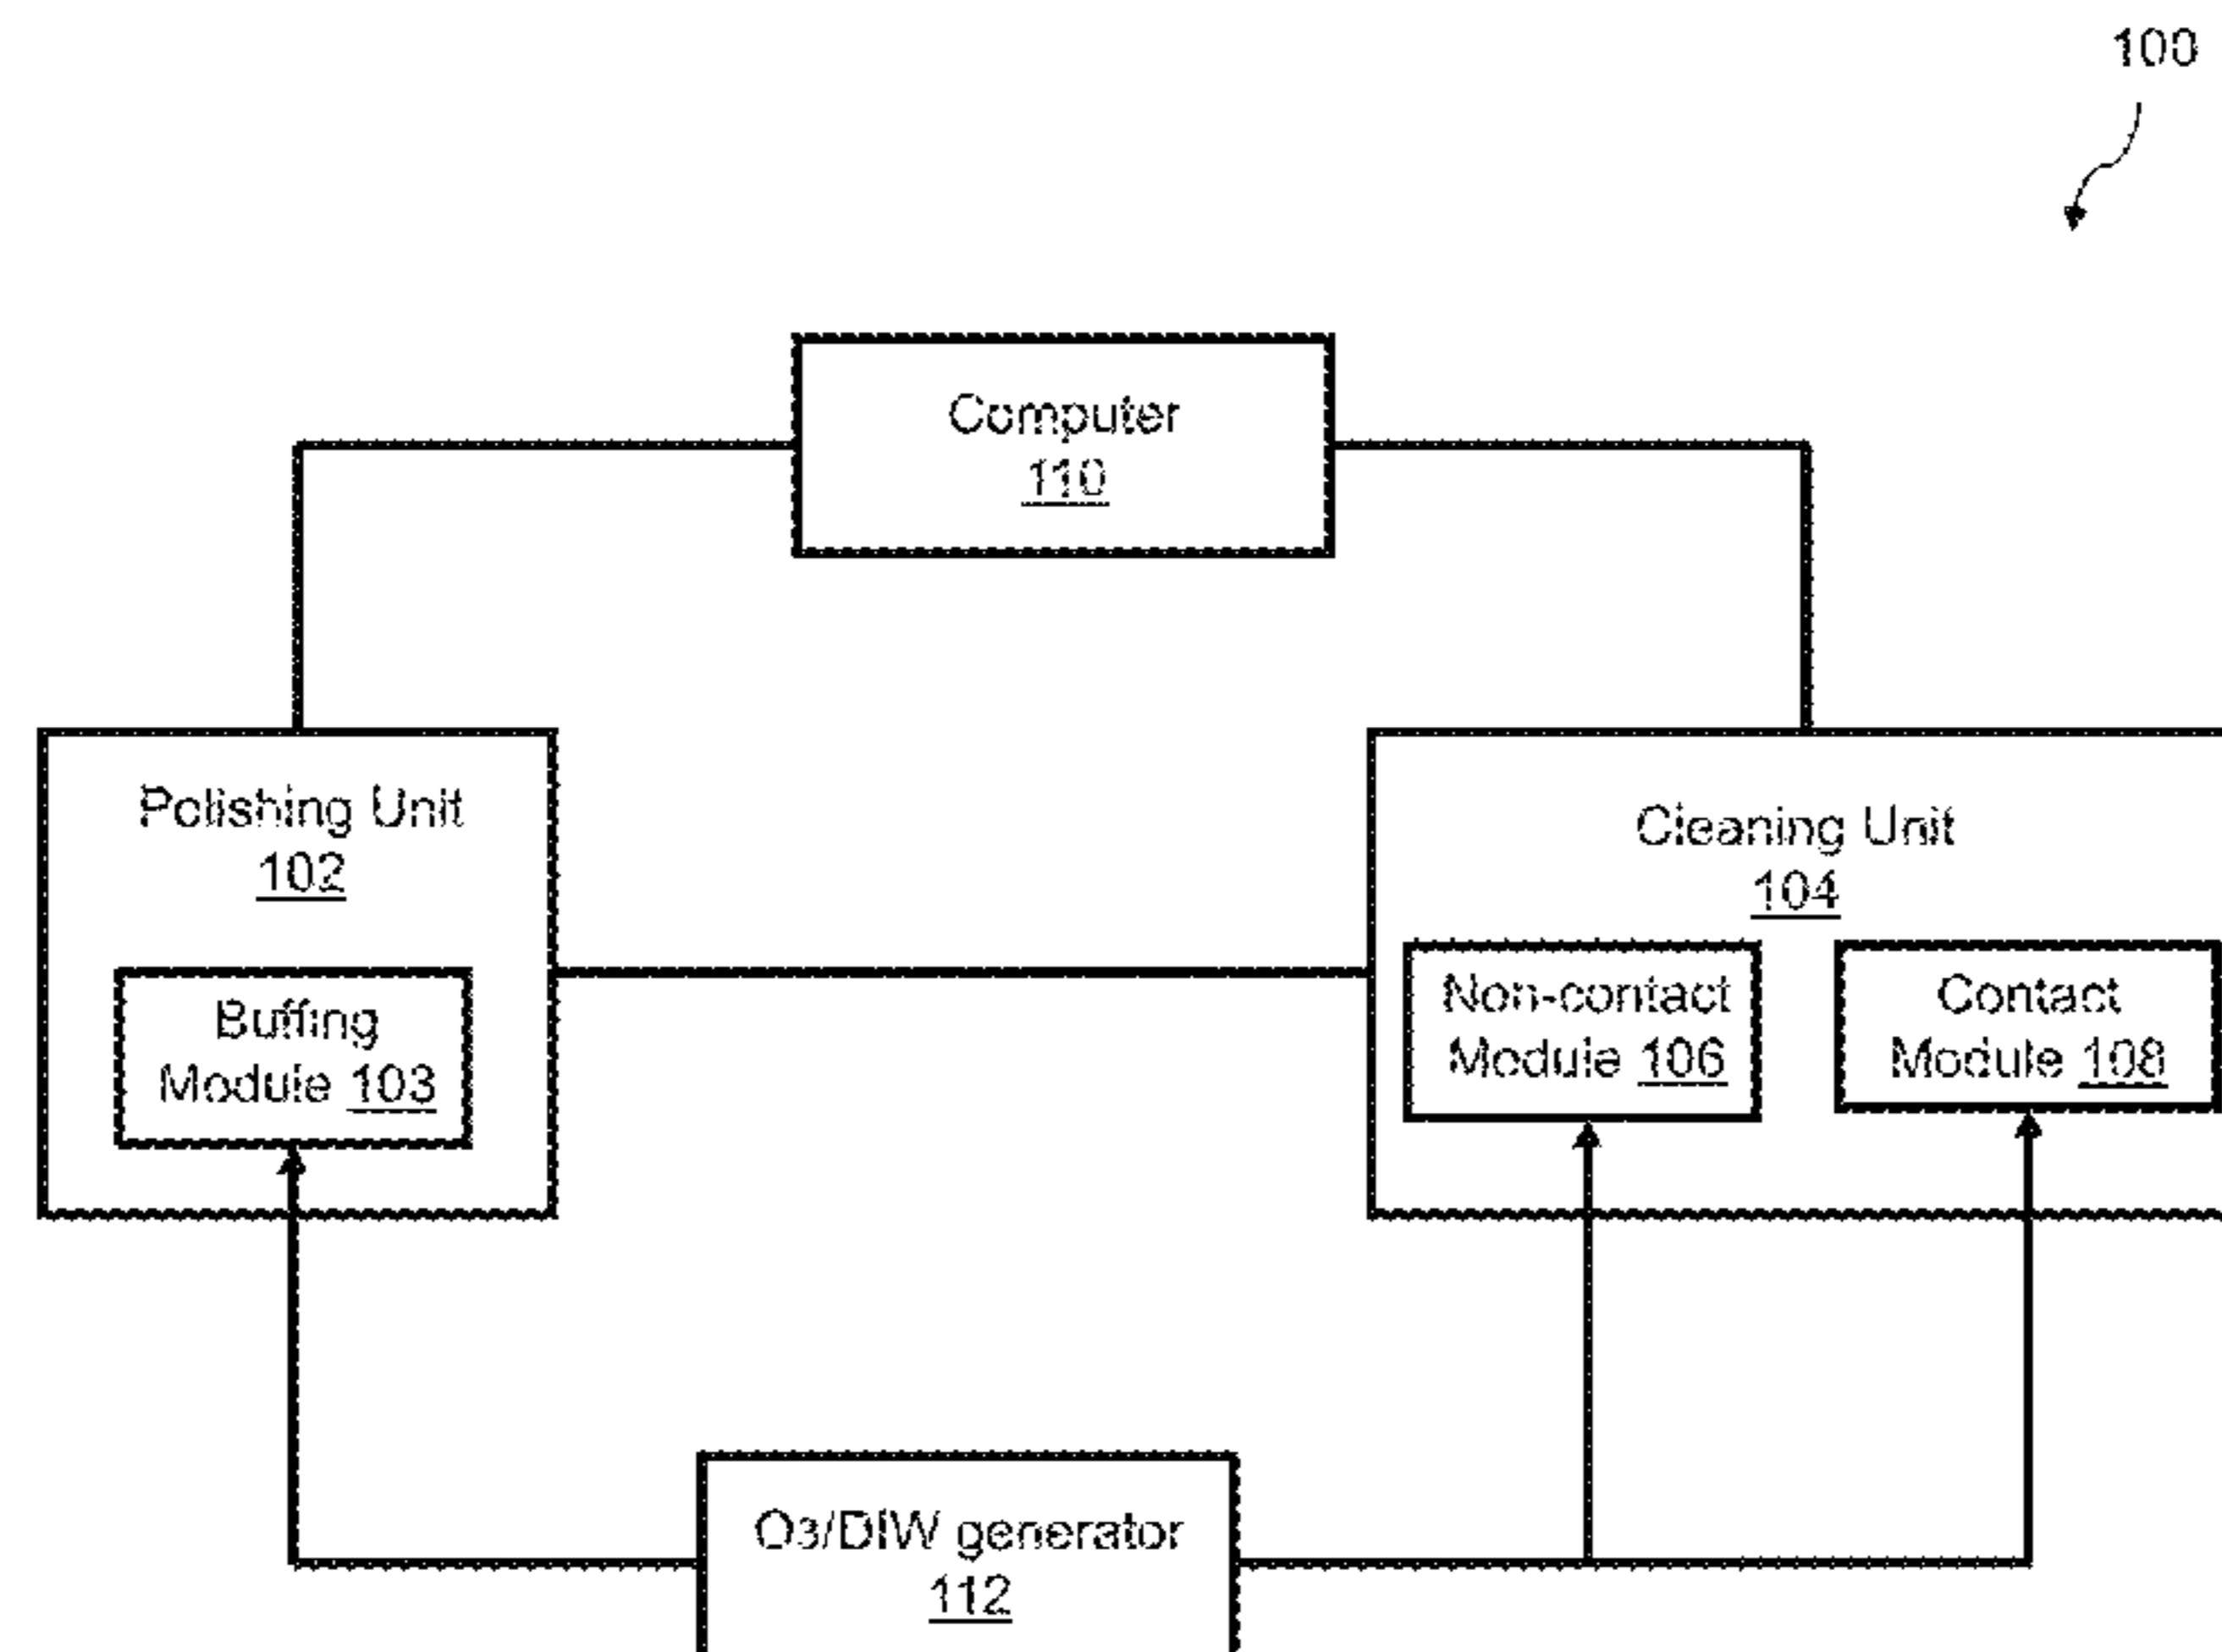 100
Computer
110
Polishing Unit
102
Buffing
Module 103
Cleaning Unit
104
Non-contact
Module 106
Contact
Module 108
O3/DIW generator
112